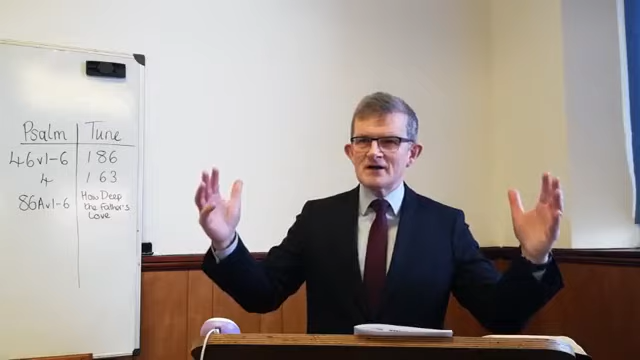 Psalm Tune
46v1-6 186
4 163
86Av1-6 How Deep
the Father's
Love